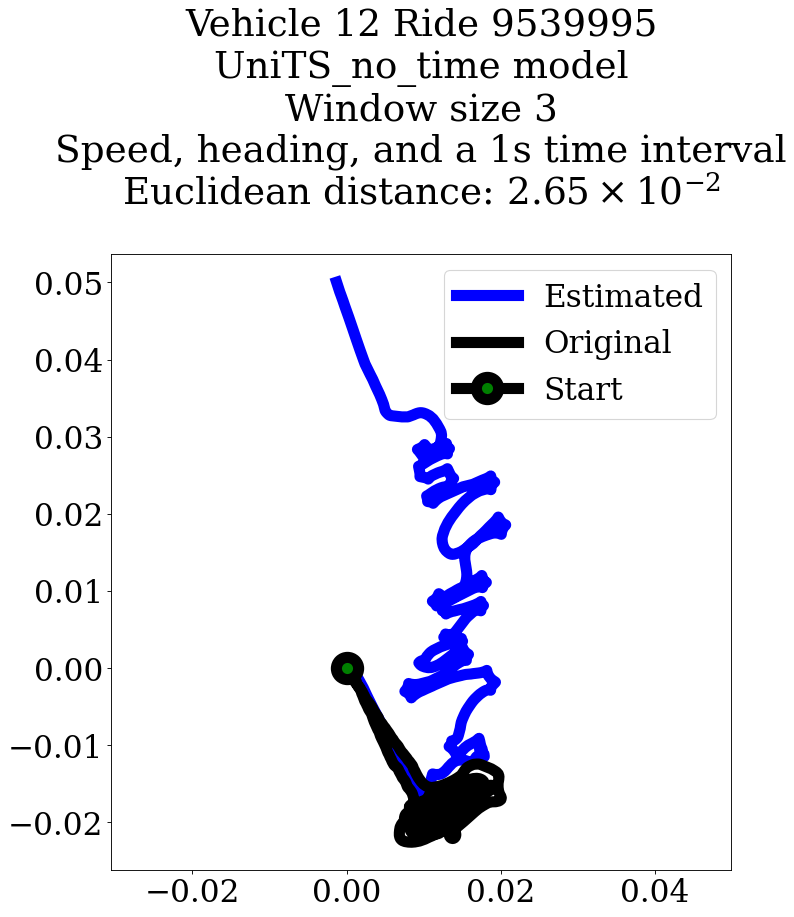 Vehicle 12 Ride 9539995
UniTS_no_time model
Window size 3
Speed, heading, and a 1s time interval
Euclidean distance: 2.65 × 10⁻²
0.05
0.04
0.03
0.02
0.01
0.00
−0.01
−0.02
Estimated
Original
Start
−0.02
0.00
0.02
0.04